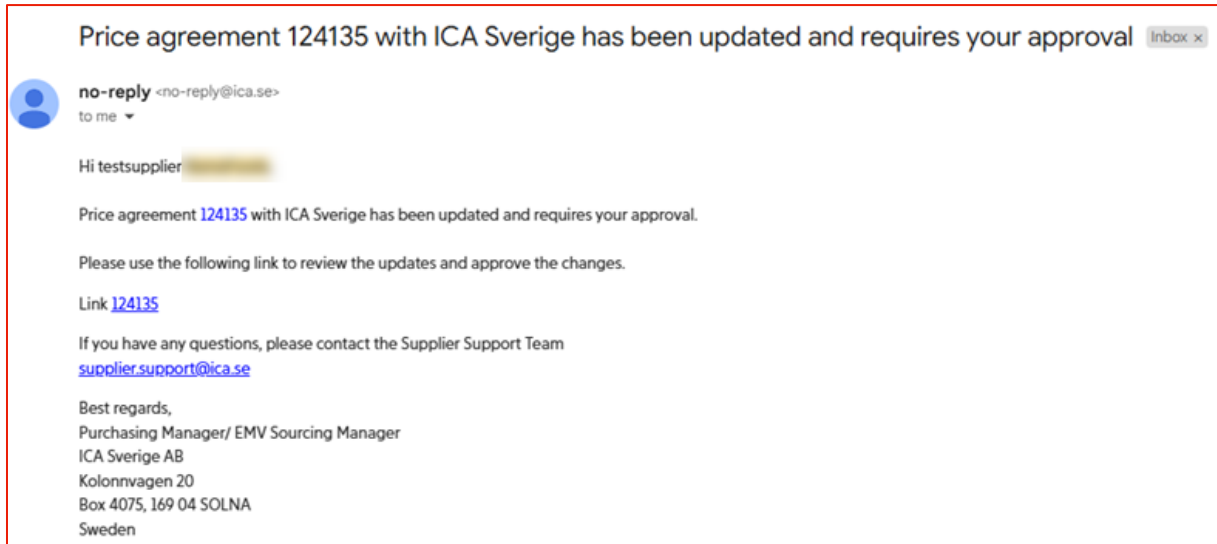 Price agreement 124135 with ICA Sverige has been updated and requires your approval Inbox x
no-reply <no-reply@ica.se>
to me
Hi testsupplier
Price agreement 124135 with ICA Sverige has been updated and requires your approval.
Please use the following link to review the updates and approve the changes.
Link 124135
If you have any questions, please contact the Supplier Support Team
supplier.support@ica.se
Best regards,
Purchasing Manager/ EMV Sourcing Manager
ICA Sverige AB
Kolonnvagen 20
Box 4075, 169 04 SOLNA
Sweden